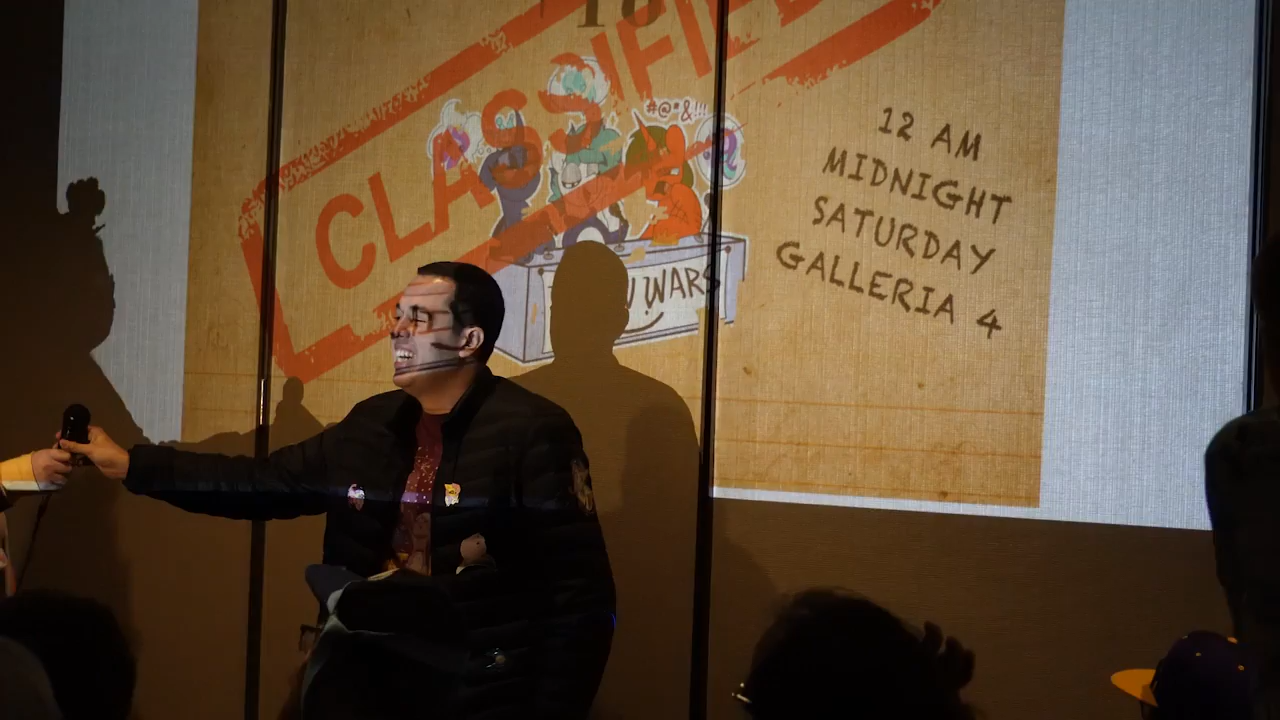 CLASSIFIED
#@*&!!!
12 AM
MIDNIGHT
SATURDAY
GALLERIA 4
WARS